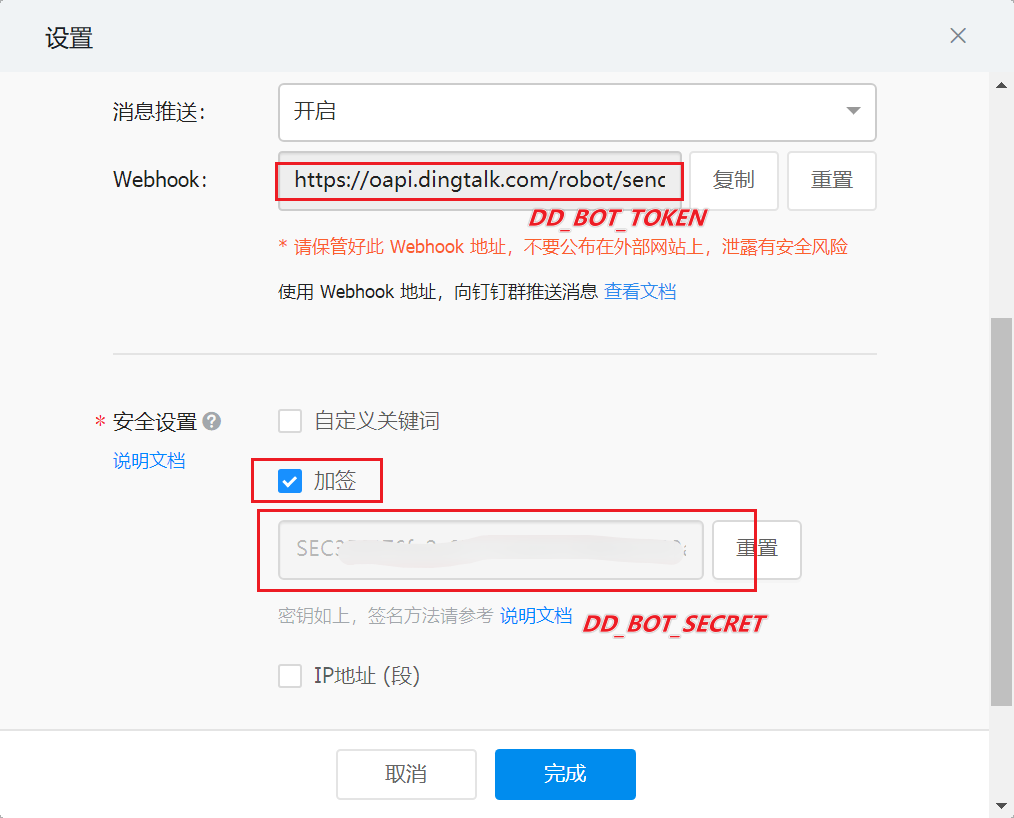 设置
消息推送：
开启
Webhook：
https://oapi.dingtalk.com/robot/send
复制
重置
DD_BOT_TOKEN
* 请保管好此 Webhook 地址，不要公布在外部网站上，泄露有安全风险
使用 Webhook 地址，向钉钉群推送消息 查看文档
* 安全设置 ?
自定义关键词
说明文档
加签
重置
密钥如上，签名方法请参考 说明文档
DD_BOT_SECRET
IP地址 (段)
取消
完成